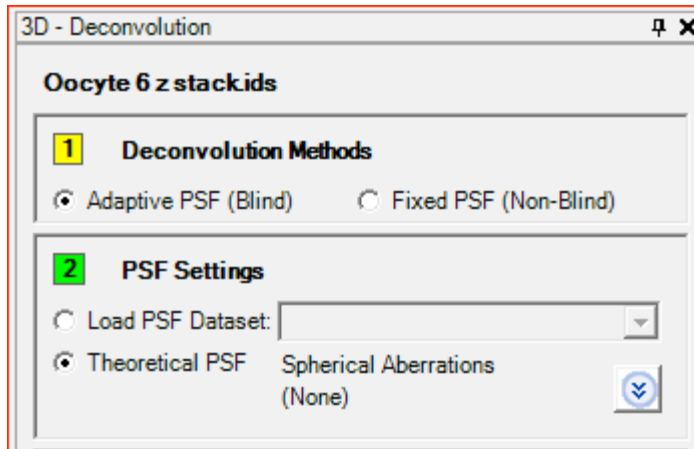 3D - Deconvolution
Oocyte 6 z stack.ids
1 Deconvolution Methods
Adaptive PSF (Blind) Fixed PSF (Non-Blind)
2 PSF Settings
Load PSF Dataset:
Theoretical PSF Spherical Aberrations
(None)